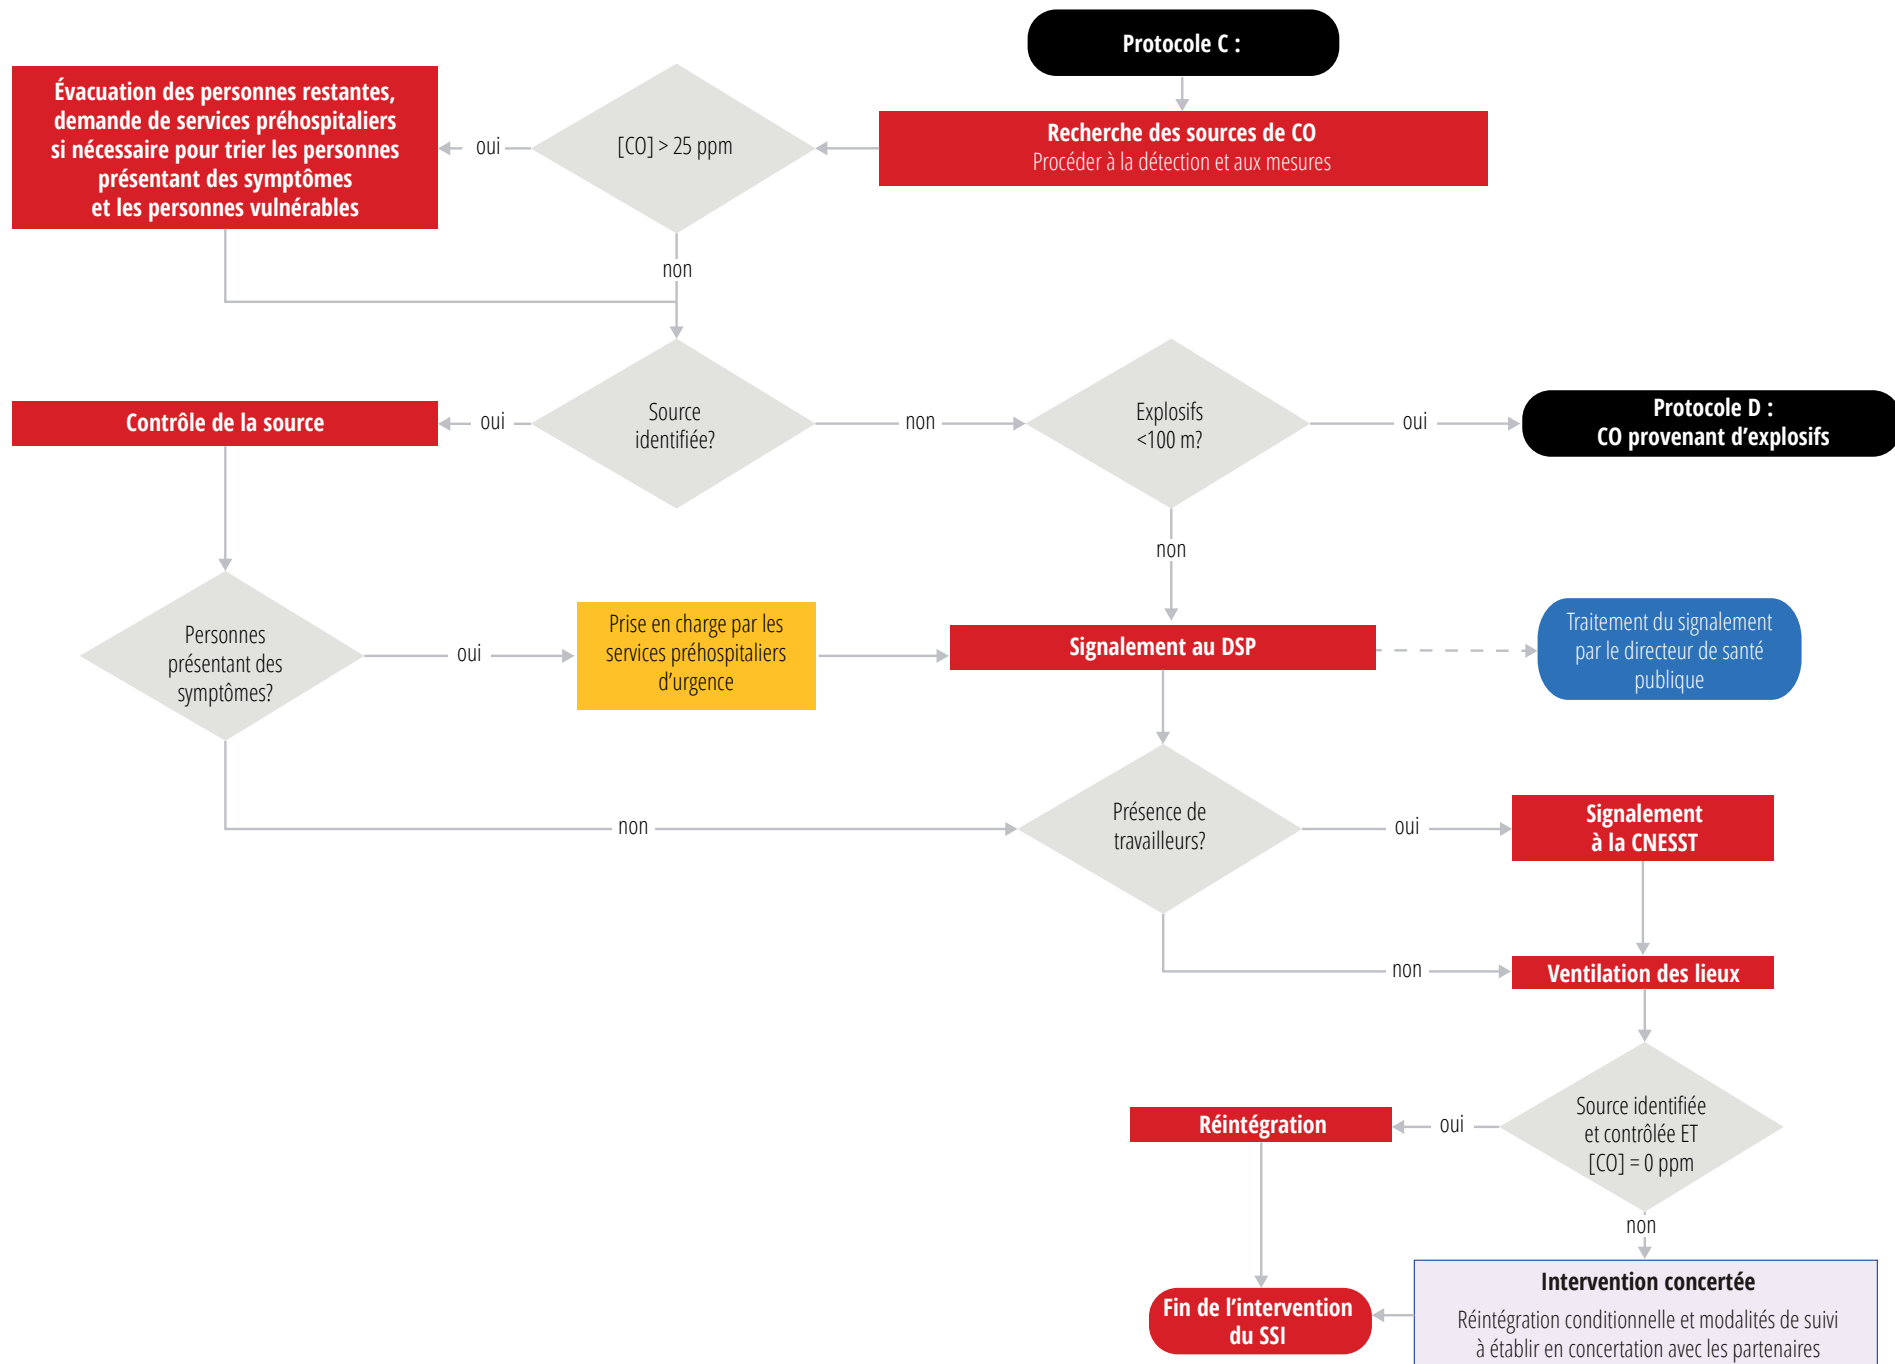 Protocole C :
Recherche des sources de CO
Procéder à la détection et aux mesures
[CO] > 25 ppm
oui
Évacuation des personnes restantes,
demande de services préhospitaliers
si nécessaire pour trier les personnes
présentant des symptômes
et les personnes vulnérables
non
Source
identifiée?
oui
Contrôle de la source
non
Explosifs
<100 m?
oui
Protocole D :
CO provenant d'explosifs
non
Personnes
présentant des
symptômes?
oui
Prise en charge par les
services préhospitaliers
d'urgence
Signalement au DSP
Traitement du signalement
par le directeur de santé
publique
non
Présence de
travailleurs?
oui
Signalement
à la CNESST
non
Ventilation des lieux
Source identifiée
et contrôlée ET
[CO] = 0 ppm
oui
Réintégration
non
Intervention concertée
Réintégration conditionnelle et modalités de suivi
à établir en concertation avec les partenaires
Fin de l'intervention
du SSI